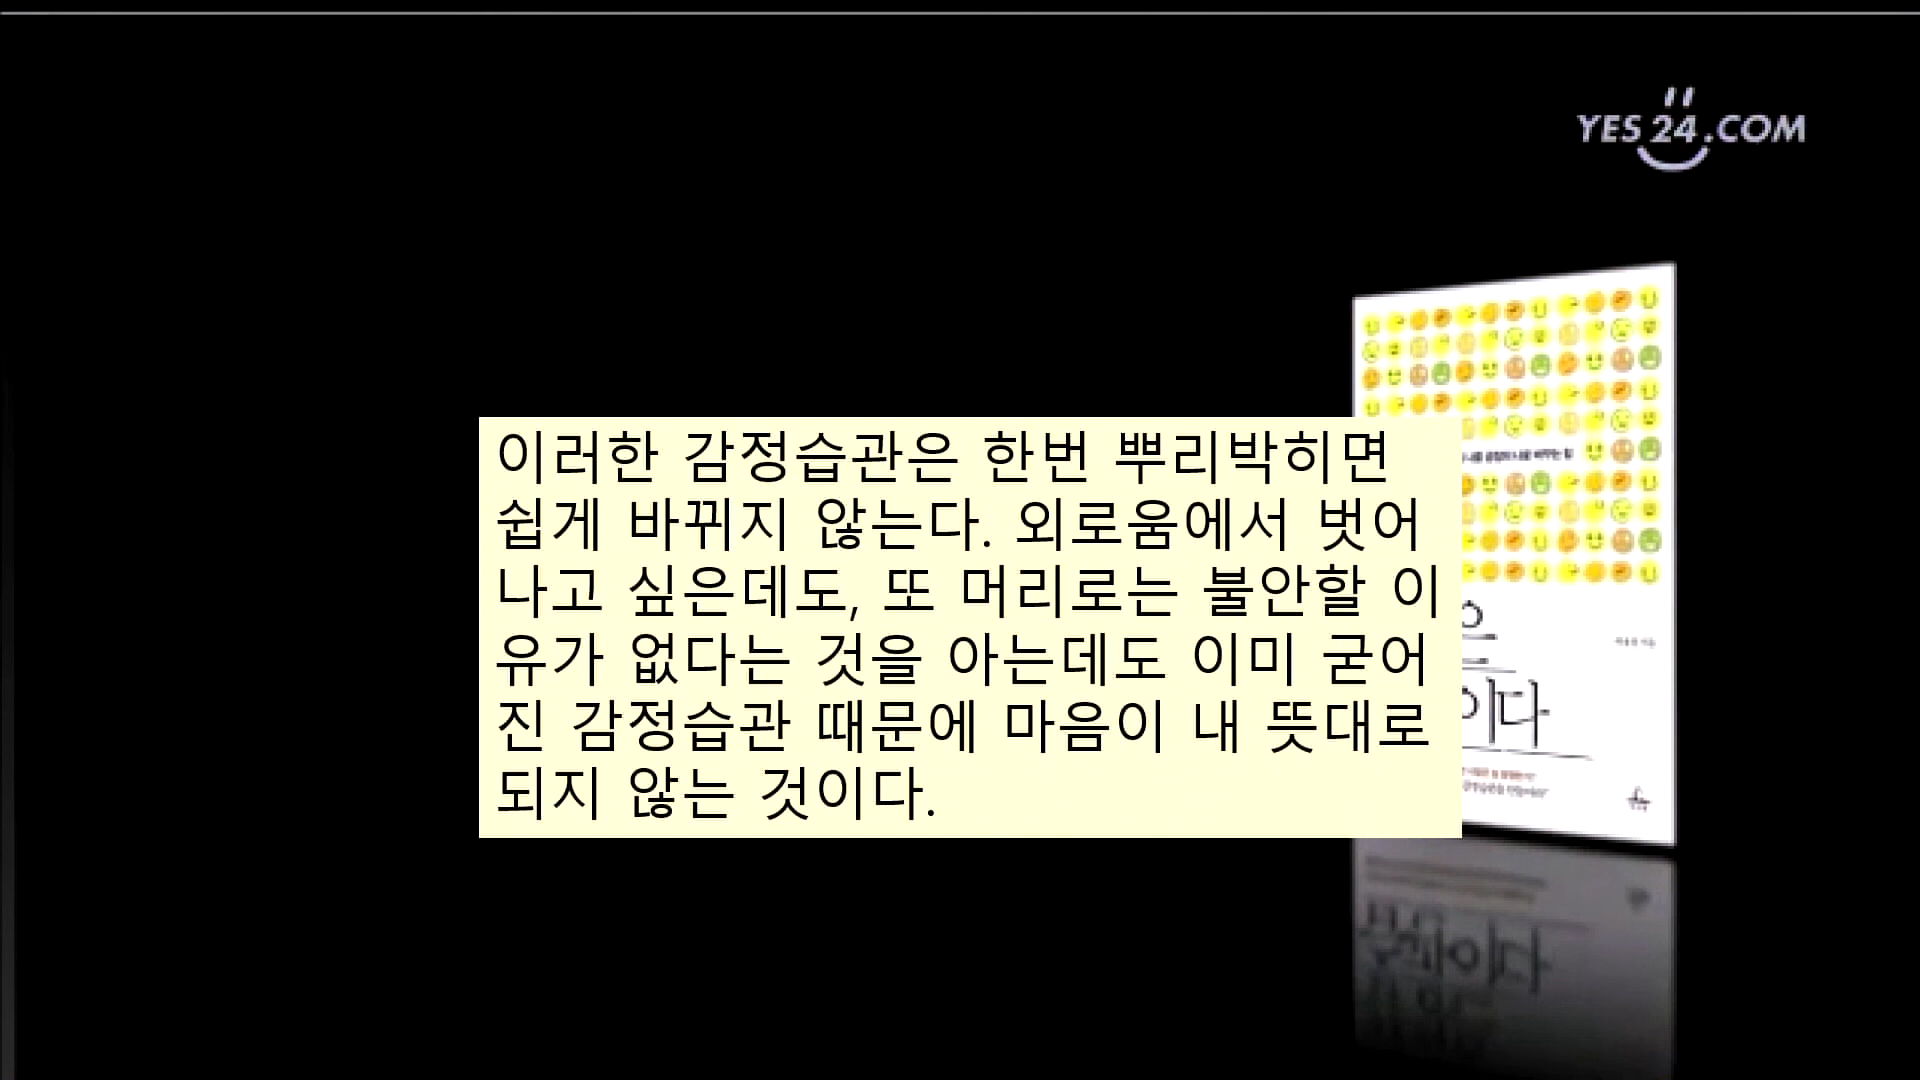 YES24.COM
이러한 감정습관은 한번 뿌리박히면
쉽게 바뀌지 않는다. 외로움에서 벗어
나고 싶은데도, 또 머리로는 불안할 이
유가 없다는 것을 아는데도 이미 굳어
진 감정습관 때문에 마음이 내 뜻대로
되지 않는 것이다.
은
이다